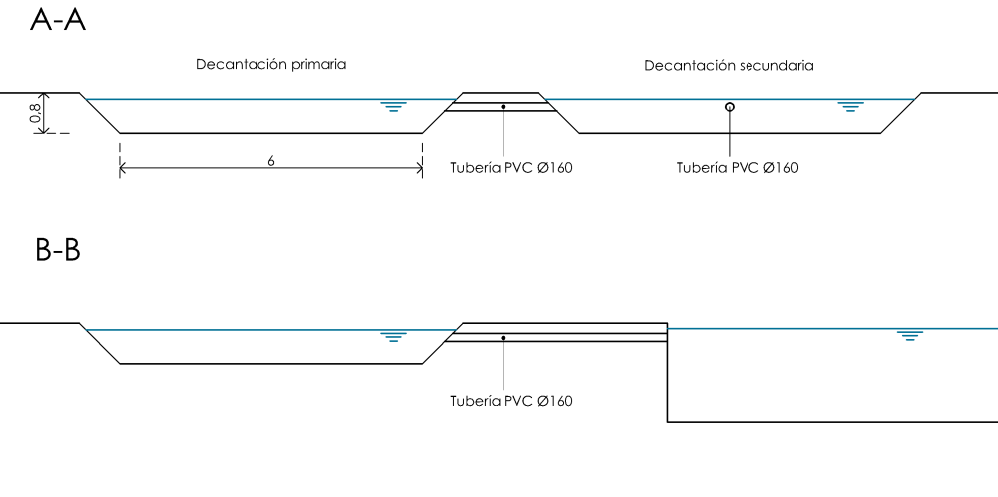 A-A
Decantación primaria
Decantación secundaria
0,8
6
Tubería PVC Ø160
Tubería PVC Ø160
B-B
Tubería PVC Ø160